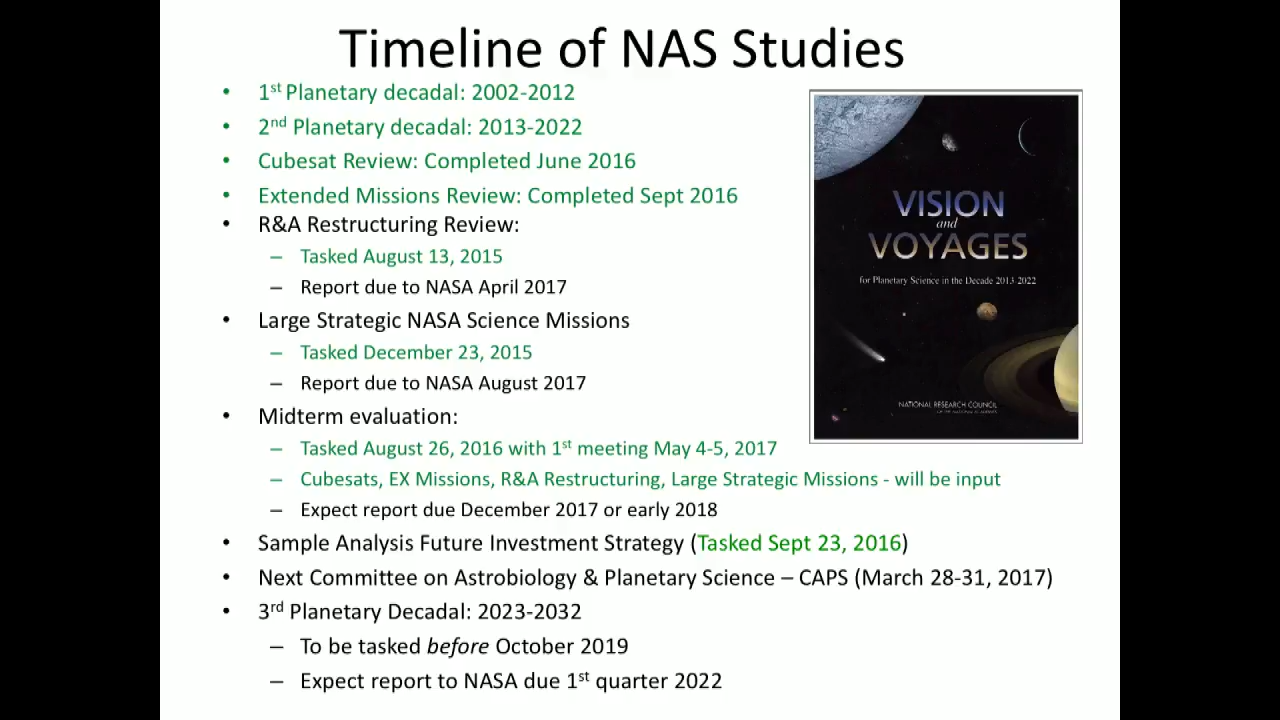 Timeline of NAS Studies
• 1st Planetary decadal: 2002-2012
• 2nd Planetary decadal: 2013-2022
• Cubesat Review: Completed June 2016
• Extended Missions Review: Completed Sept 2016
• R&A Restructuring Review:
– Tasked August 13, 2015
– Report due to NASA April 2017
• Large Strategic NASA Science Missions
– Tasked December 23, 2015
– Report due to NASA August 2017
• Midterm evaluation:
– Tasked August 26, 2016 with 1st meeting May 4-5, 2017
– Cubesats, EX Missions, R&A Restructuring, Large Strategic Missions - will be input
– Expect report due December 2017 or early 2018
• Sample Analysis Future Investment Strategy (Tasked Sept 23, 2016)
• Next Committee on Astrobiology & Planetary Science – CAPS (March 28-31, 2017)
• 3rd Planetary Decadal: 2023-2032
– To be tasked before October 2019
– Expect report to NASA due 1st quarter 2022
VISION
and
VOYAGES
for Planetary Science in the Decade 2013-2022
NATIONAL RESEARCH COUNCIL